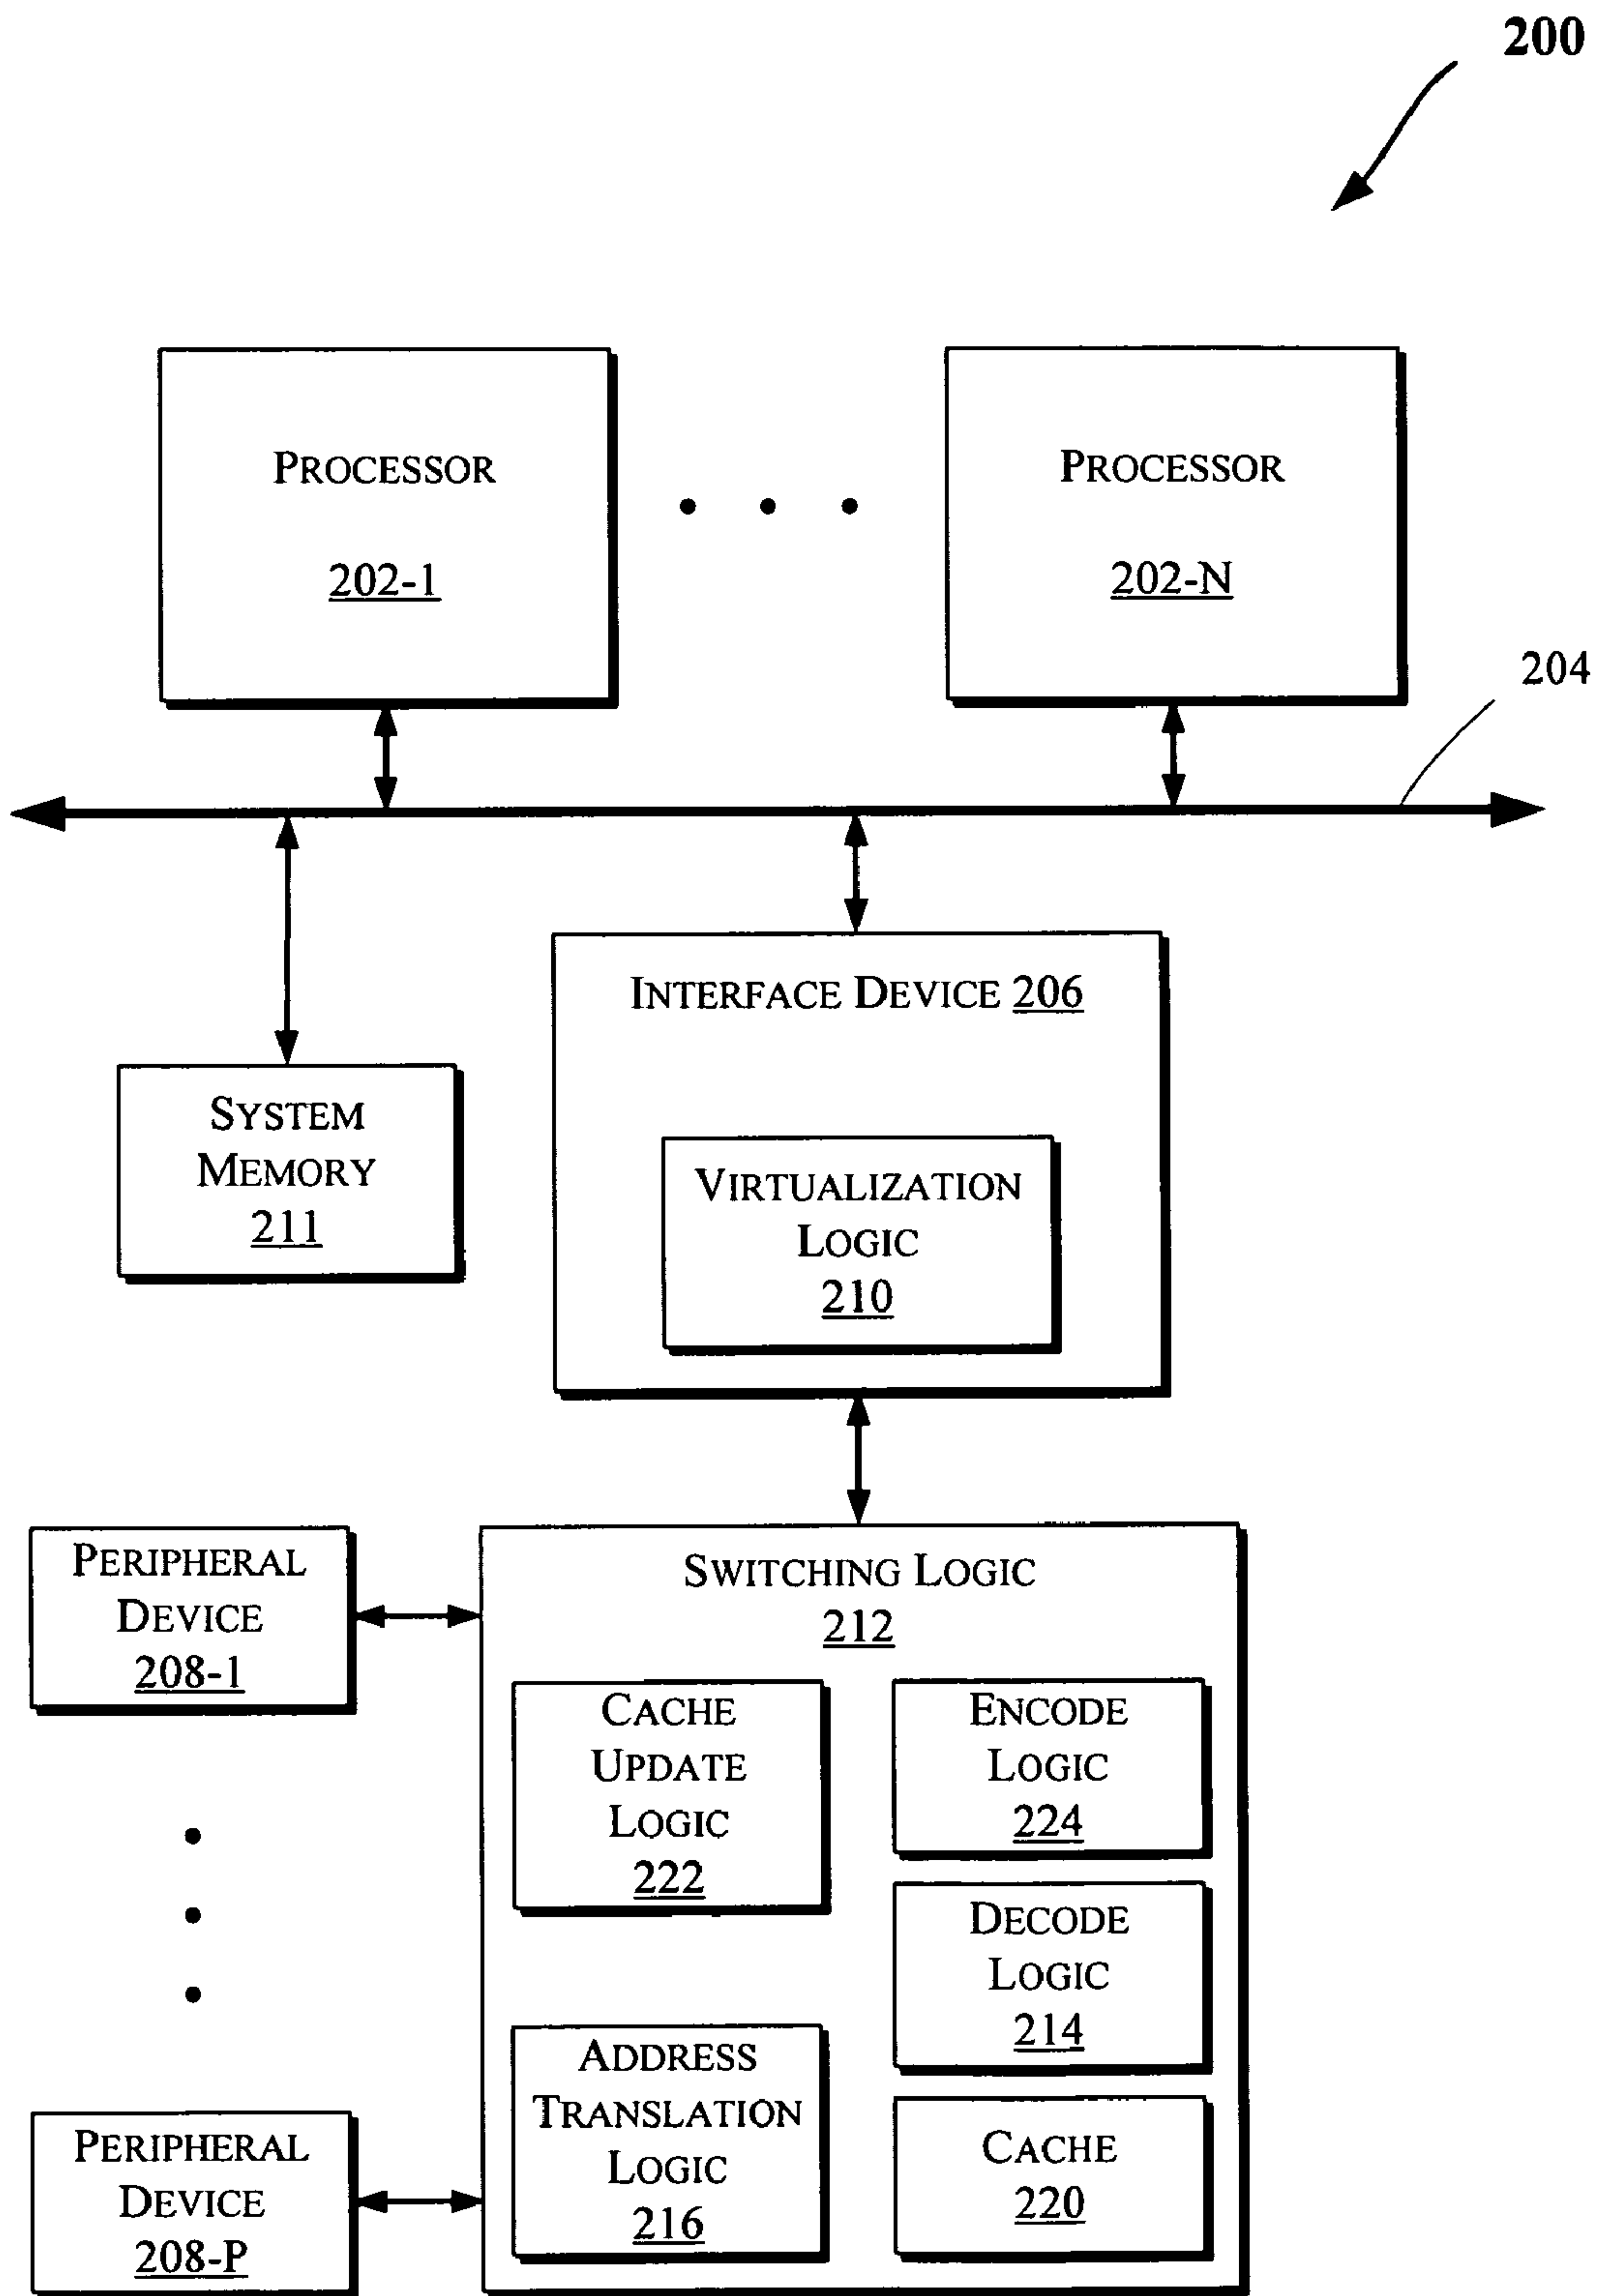 200
PROCESSOR
202-1
PROCESSOR
202-N
204
INTERFACE DEVICE 206
SYSTEM
MEMORY
211
VIRTUALIZATION
LOGIC
210
PERIPHERAL
DEVICE
208-1
SWITCHING LOGIC
212
CACHE
UPDATE
LOGIC
222
ENCODE
LOGIC
224
DECODE
LOGIC
214
ADDRESS
TRANSLATION
LOGIC
216
CACHE
220
PERIPHERAL
DEVICE
208-P